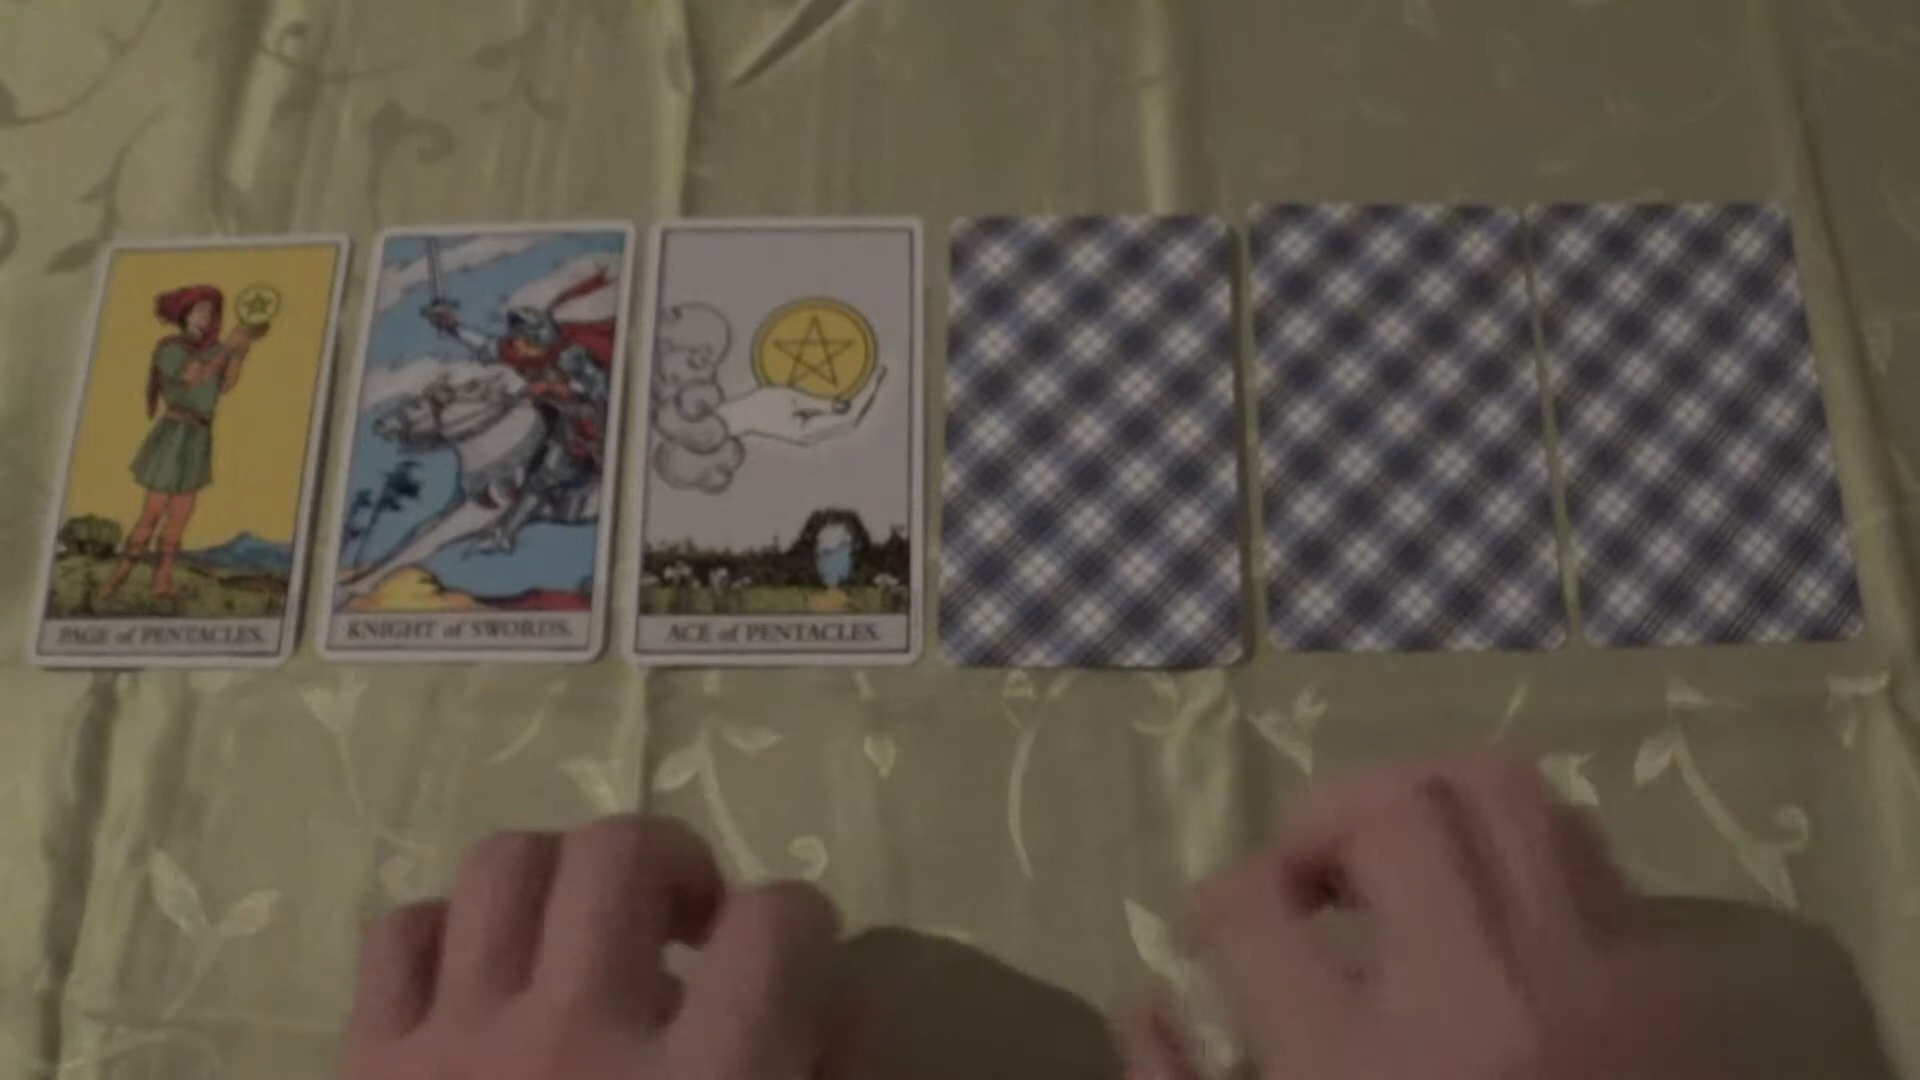 PAGE of PENTACLES.
KNIGHT of SWORDS.
ACE of PENTACLES.